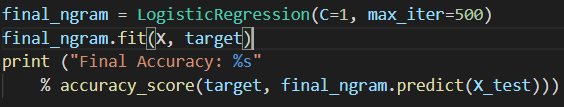 final_ngram = LogisticRegression(C=1, max_iter=500)
final_ngram.fit(X, target)
print ("Final Accuracy: %s"
    % accuracy_score(target, final_ngram.predict(X_test)))